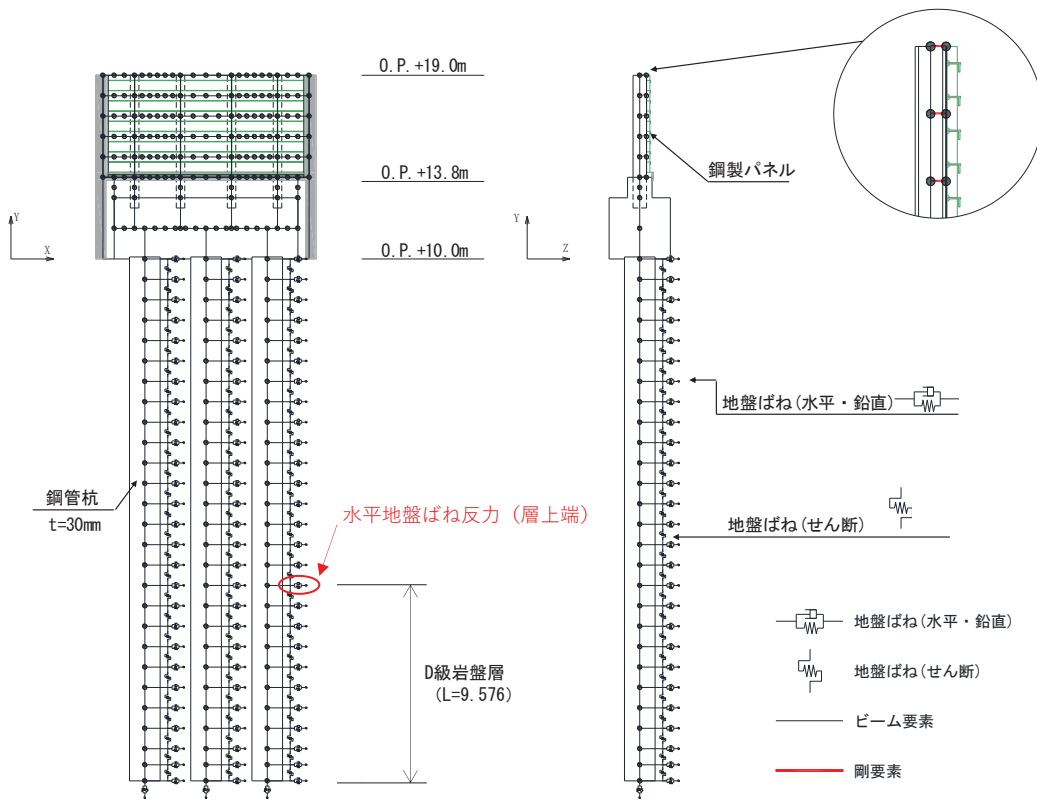 O.P.+19.0m
鋼製パネル
O.P.+13.8m
Y
X
O.P.+10.0m
Y
Z
地盤ばね(水平・鉛直)
鋼管杭
t=30mm
水平地盤ばね反力（層上端）
地盤ばね(せん断)
D級岩盤層
(L=9.576)
地盤ばね(水平・鉛直)
地盤ばね(せん断)
ビーム要素
剛要素